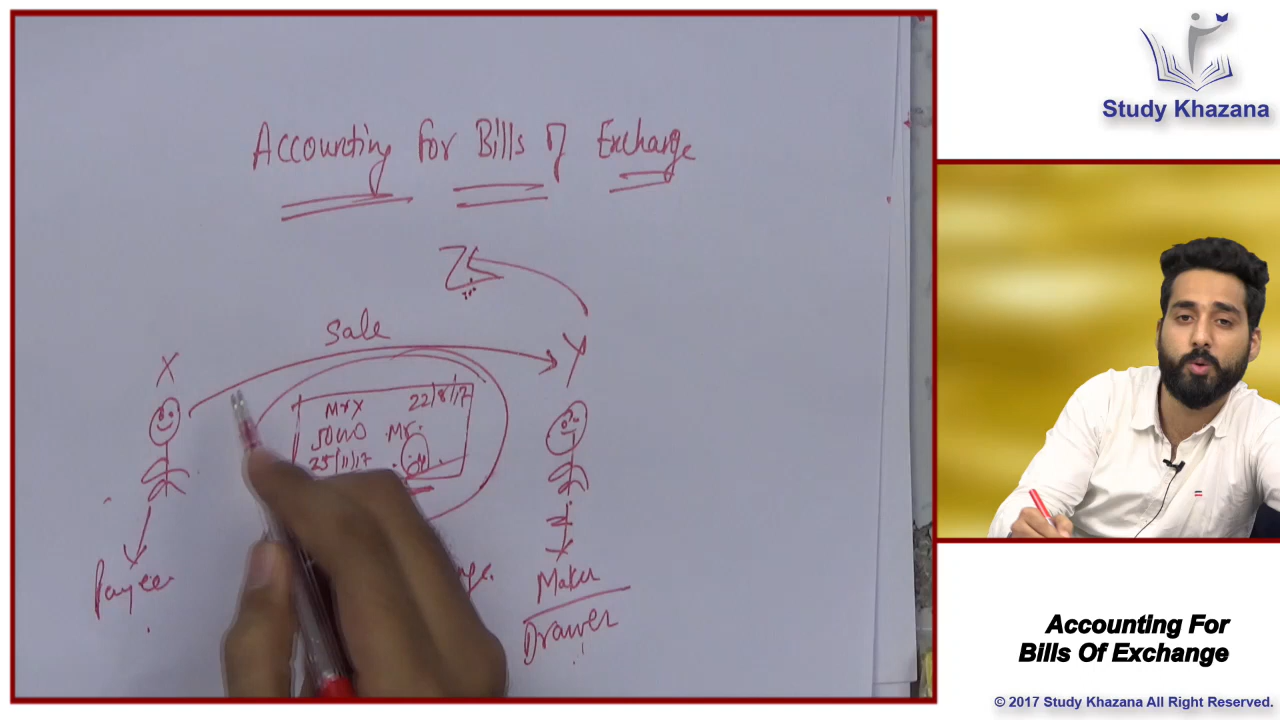 Study Khazana
Accounting For Bills Of Exchange
Sale
X
Y
Mr X 22/8/17
Mr.
25/11/17
Payee
Maker
Drawer
Accounting For
Bills Of Exchange
© 2017 Study Khazana All Right Reserved.